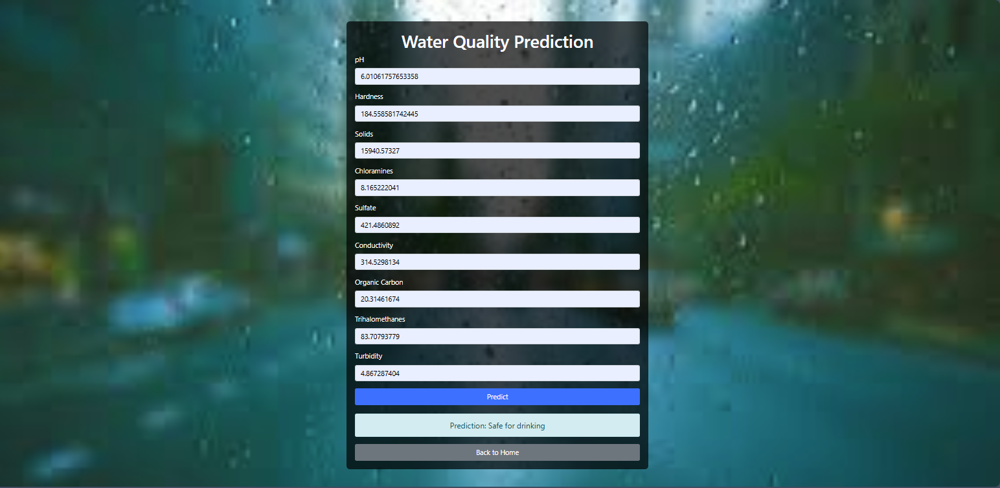 Water Quality Prediction
pH
6.01061757653358
Hardness
184.558581742445
Solids
15940.57327
Chloramines
8.165222041
Sulfate
421.4860892
Conductivity
314.5298134
Organic Carbon
20.31461674
Trihalomethanes
83.70793779
Turbidity
4.867287404
Predict
Prediction: Safe for drinking
Back to Home